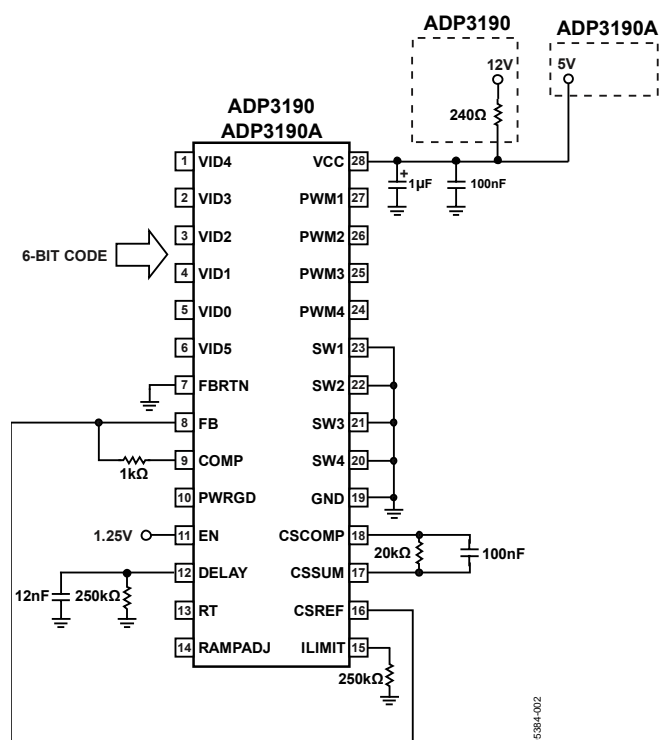 ADP3190
ADP3190A
12V
5V
240Ω
ADP3190
ADP3190A
1 VID4
VCC 28
+
1µF
100nF
2 VID3
PWM1 27
3 VID2
PWM2 26
6-BIT CODE
4 VID1
PWM3 25
5 VID0
PWM4 24
6 VID5
SW1 23
7 FBRTN
SW2 22
8 FB
SW3 21
1kΩ
9 COMP
SW4 20
10 PWRGD
GND 19
1.25V
11 EN
CSCOMP 18
20kΩ
100nF
12 DELAY
CSSUM 17
12nF
250kΩ
13 RT
CSREF 16
14 RAMPADJ
ILIMIT 15
250kΩ
5384-002